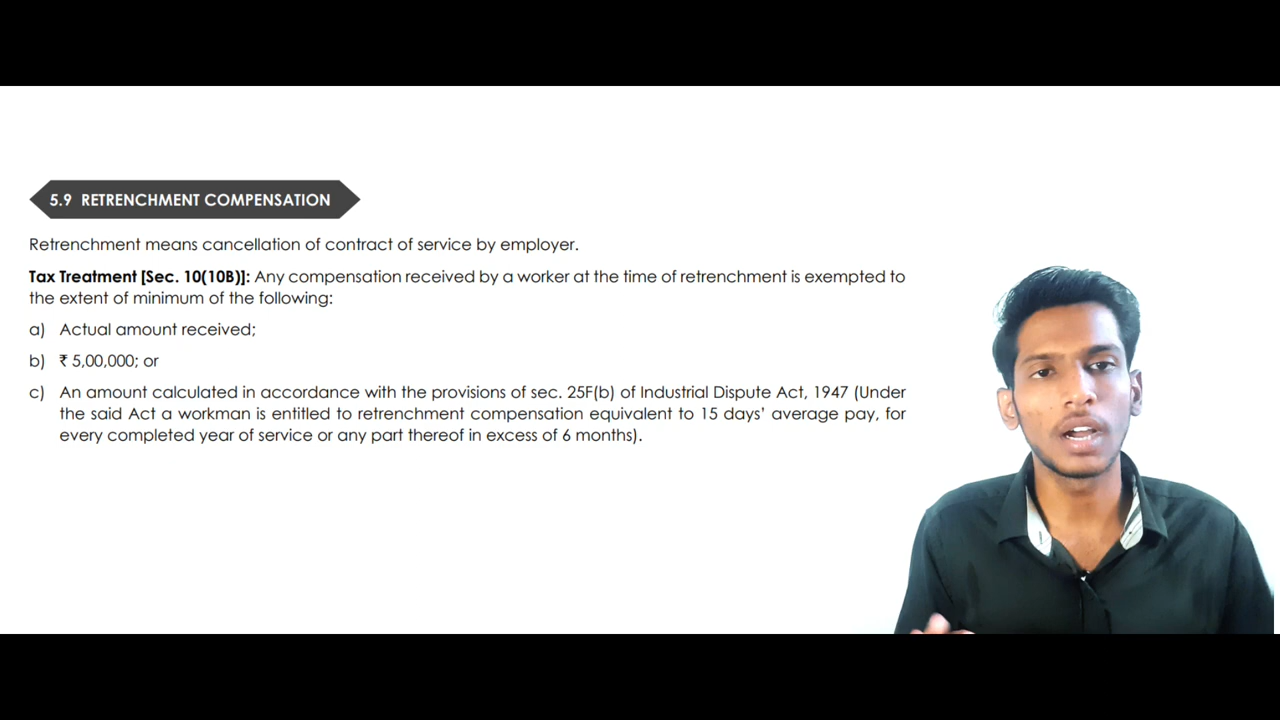 5.9 RETRENCHMENT COMPENSATION
Retrenchment means cancellation of contract of service by employer.
Tax Treatment [Sec. 10(10B)]: Any compensation received by a worker at the time of retrenchment is exempted to
the extent of minimum of the following:
a) Actual amount received;
b) ₹ 5,00,000; or
c) An amount calculated in accordance with the provisions of sec. 25F(b) of Industrial Dispute Act, 1947 (Under
the said Act a workman is entitled to retrenchment compensation equivalent to 15 days' average pay, for
every completed year of service or any part thereof in excess of 6 months).